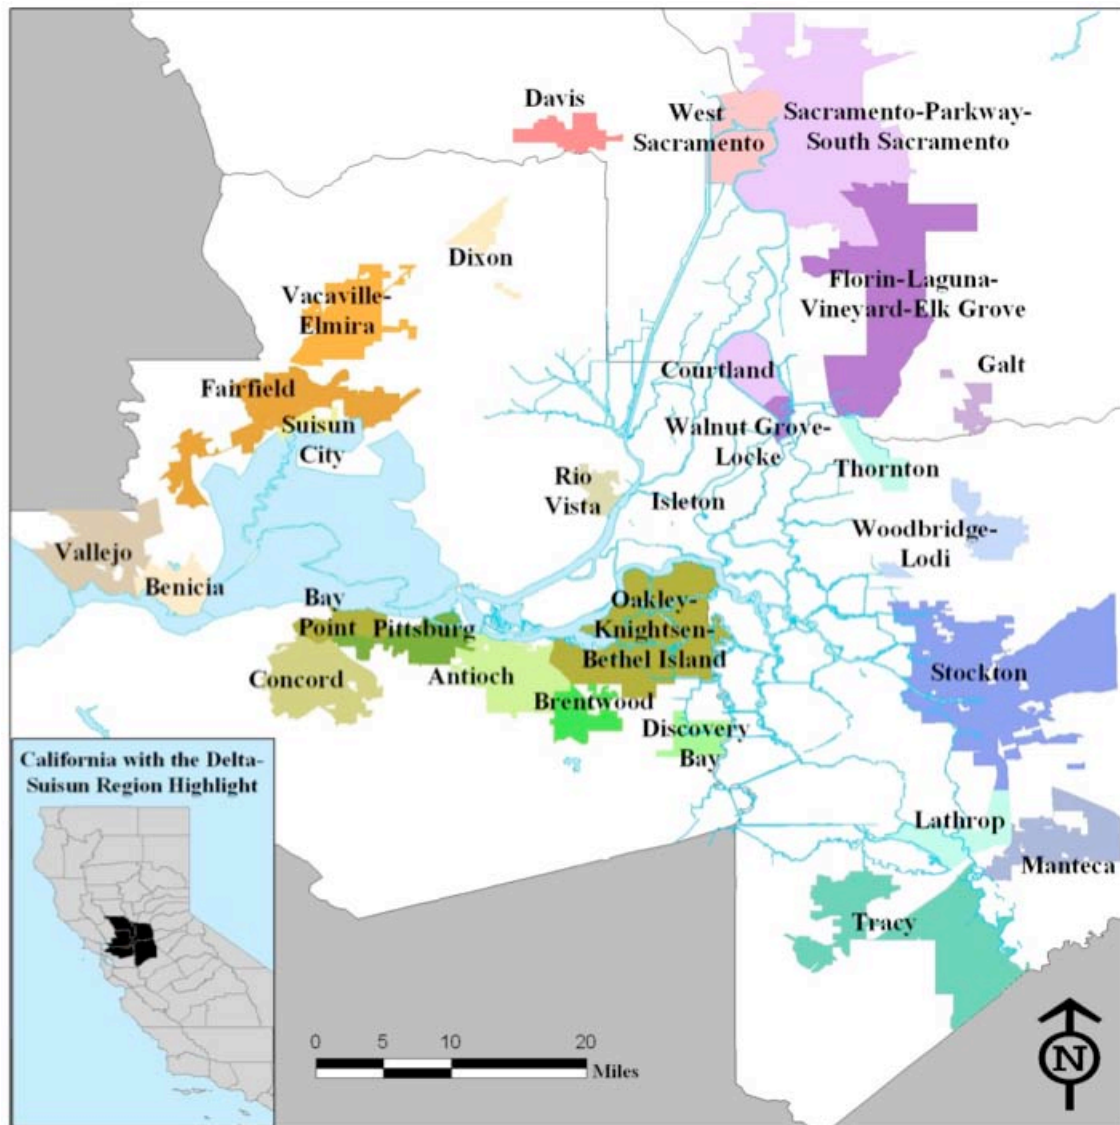 Davis
West
Sacramento
Sacramento-Parkway-
South Sacramento
Dixon
Vacaville-
Elmira
Florin-Laguna-
Vineyard-Elk Grove
Fairfield
Courtland
Galt
Suisun
City
Walnut Grove-
Locke
Thornton
Rio
Vista
Isleton
Woodbridge-
Lodi
Vallejo
Benicia
Bay
Point
Pittsburg
Oakley-
Knightsen-
Bethel Island
Concord
Antioch
Brentwood
Stockton
Discovery
Bay
Lathrop
Manteca
Tracy
California with the Delta-
Suisun Region Highlight
0 5 10 20
Miles
N